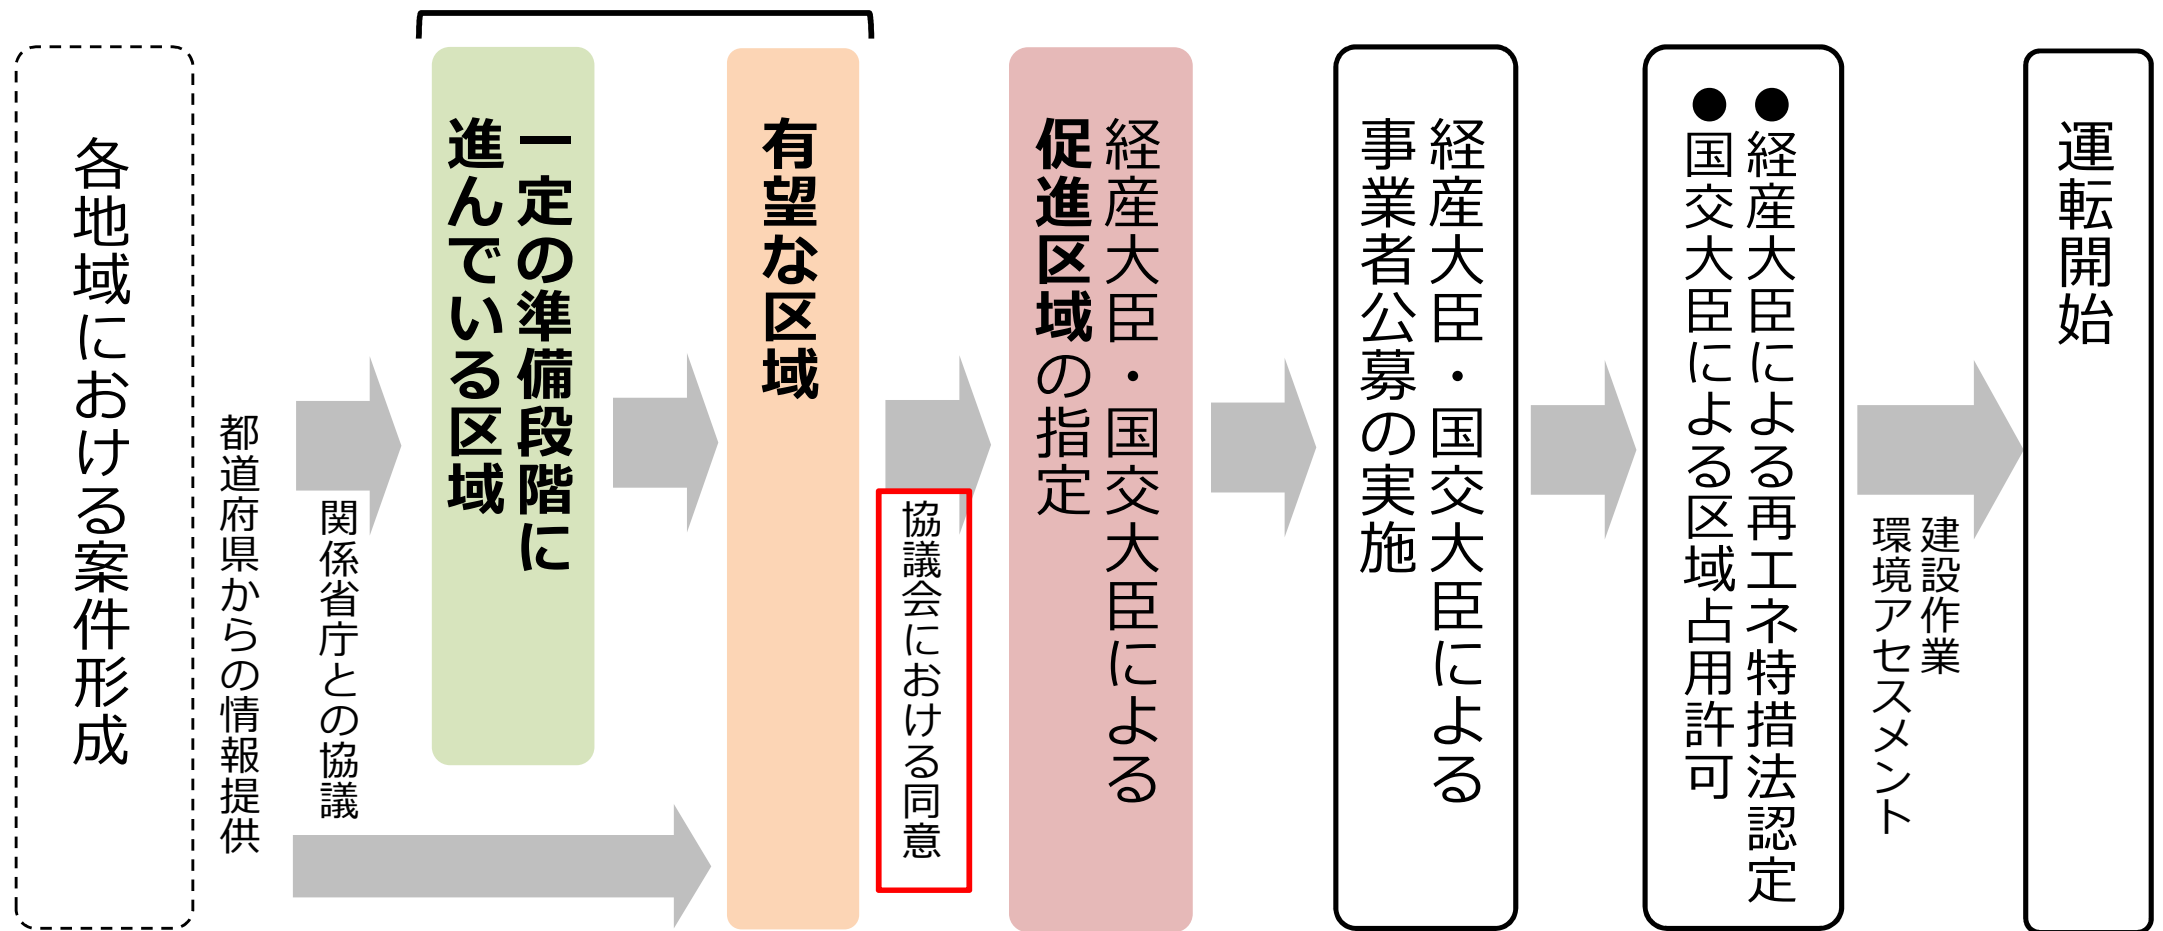 各地域における案件形成
都道府県からの情報提供
関係省庁との協議
一定の準備段階に
進んでいる区域
有望な区域
協議会における同意
経産大臣・国交大臣による
促進区域の指定
経産大臣・国交大臣による
事業者公募の実施
●経産大臣による再エネ特措法認定
●国交大臣による区域占用許可
建設作業
環境アセスメント
運転開始